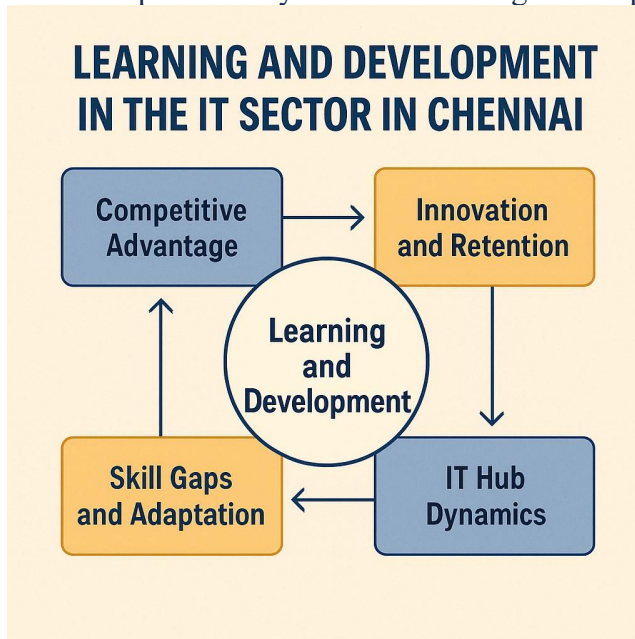 LEARNING AND DEVELOPMENT
IN THE IT SECTOR IN CHENNAI
Competitive
Advantage
Innovation
and Retention
Learning
and
Development
Skill Gaps
and Adaptation
IT Hub
Dynamics